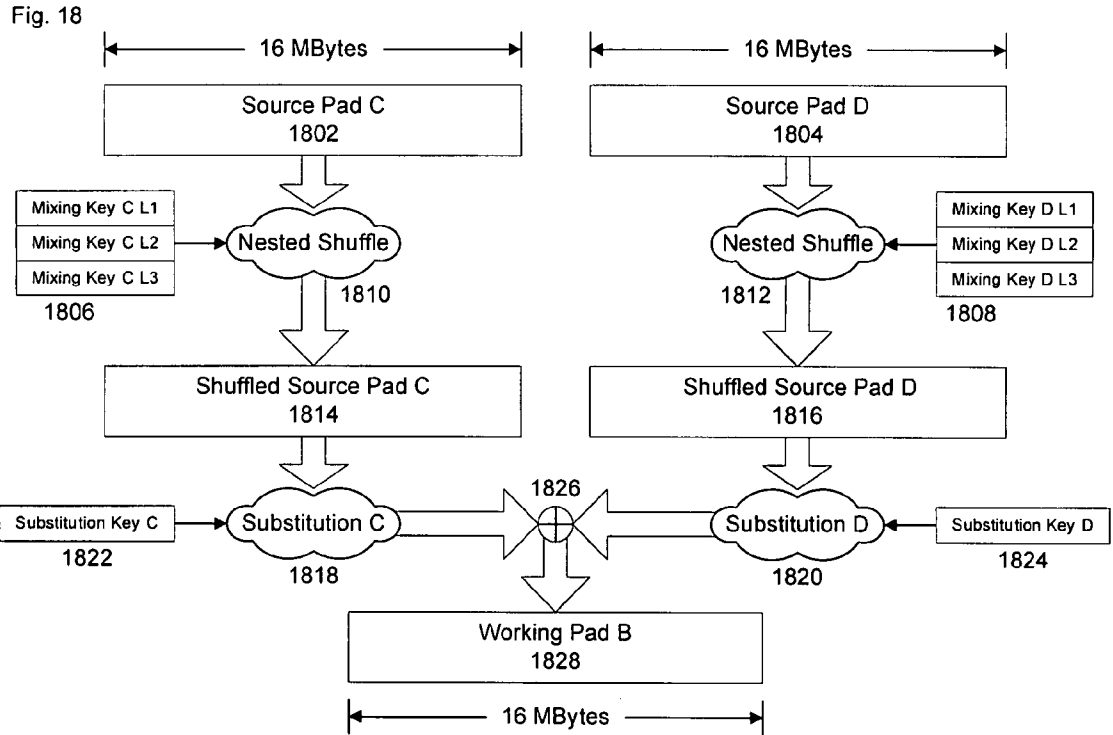 Fig. 18
16 MBytes
16 MBytes
Source Pad C
1802
Source Pad D
1804
Mixing Key C L1
Mixing Key C L2
Mixing Key C L3
1806
Nested Shuffle
1810
Nested Shuffle
1812
Mixing Key D L1
Mixing Key D L2
Mixing Key D L3
1808
Shuffled Source Pad C
1814
Shuffled Source Pad D
1816
1826
Substitution Key C
1822
Substitution C
1818
Substitution D
1820
Substitution Key D
1824
Working Pad B
1828
16 MBytes